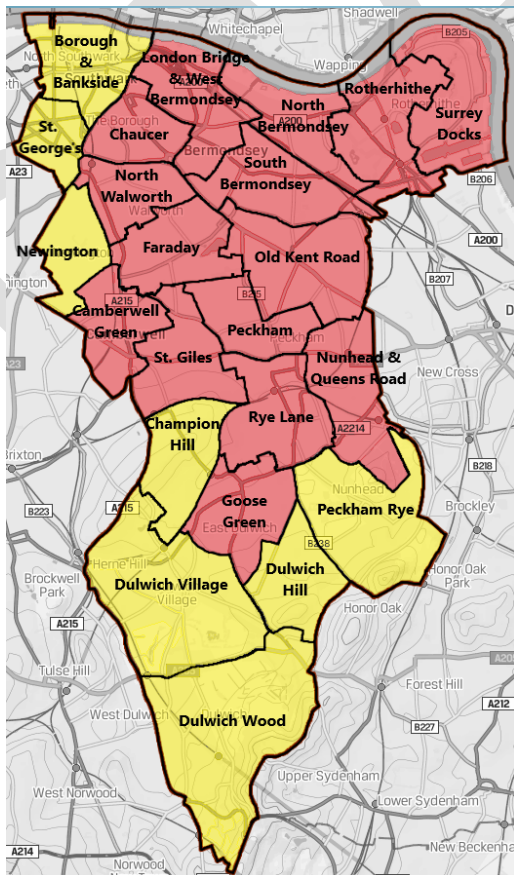 Shadwell
Whitechapel
B205
Borough
&
Bankside
North Southwark
Southwark
London Bridge
& West
Bermondsey
A200
Wapping
Rotherhithe
Rotherhithe
North
Bermondsey
A200
Surrey
Docks
St.
George's
The Borough
Chaucer
Bermondsey
South
Bermondsey
A23
B206
North
Walworth
Walworth
A200
Newington
Faraday
Old Kent Road
B207
A215
B215
Camberwell
Green
Peckham
Peckham
St. Giles
Nunhead &
Queens Road
New Cross
A23
Champion
Hill
Rye Lane
A2214
Brixton
B218
Nunhead
Goose
Green
East Dulwich
Peckham Rye
A215
B223
Brockley
B238
Herne Hill
Dulwich Village
Village
Dulwich
Hill
Brockwell
Park
Honor Oak
Park
Honor Oak
A215
Tulse Hill
A205
Forest Hill
A212
West Dulwich
Dulwich Wood
B227
Upper Sydenham
West Norwood
Lower Sydenham
A214
New Beckenha
Norwood